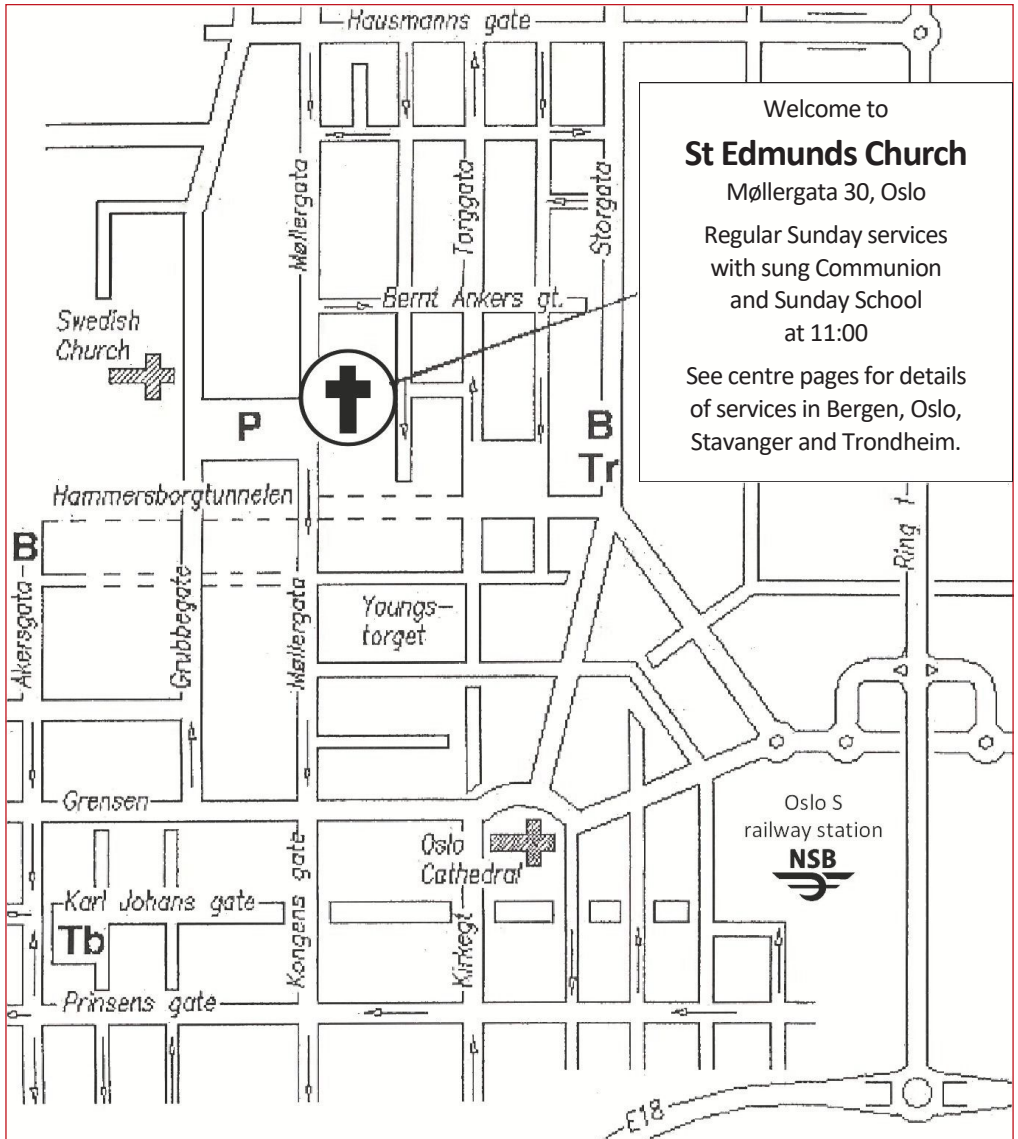 Hausmanns gate
Welcome to
St Edmunds Church
Møllergata 30, Oslo
Regular Sunday services
with sung Communion
and Sunday School
at 11:00
See centre pages for details
of services in Bergen, Oslo,
Stavanger and Trondheim.
Møllergata
Torggata
Storgata
Bernt Ankers gt.
Swedish
Church
P
B
Tr
Hammersborgtunnelen
B
Akersgata
Grubbegate
Møllergata
Youngs-
torget
Ring 1
Grensen
Oslo
Cathedral
Oslo S
railway station
NSB
Karl Johans gate
Tb
Kongens gate
Kirkegt
Prinsens gate
E18